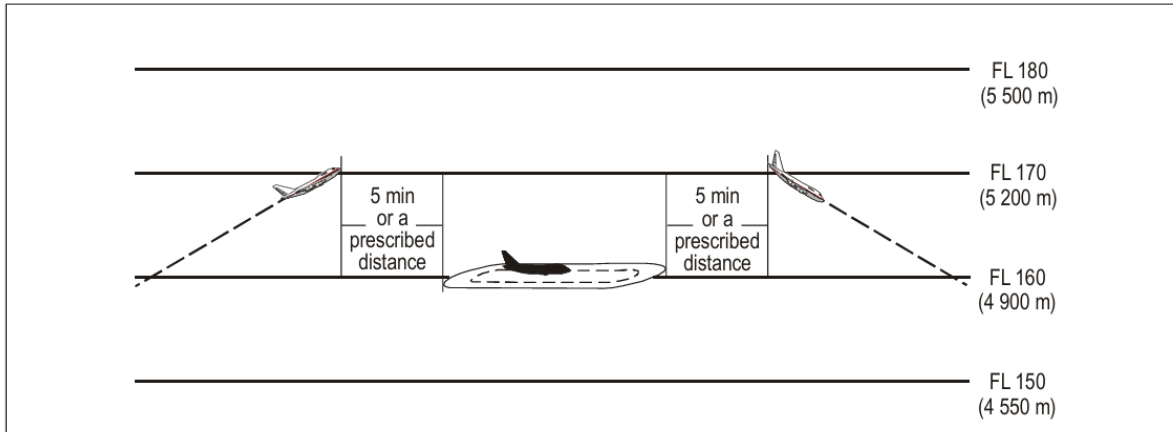 FL 180
(5 500 m)
FL 170
(5 200 m)
5 min
or a
prescribed
distance
5 min
or a
prescribed
distance
FL 160
(4 900 m)
FL 150
(4 550 m)